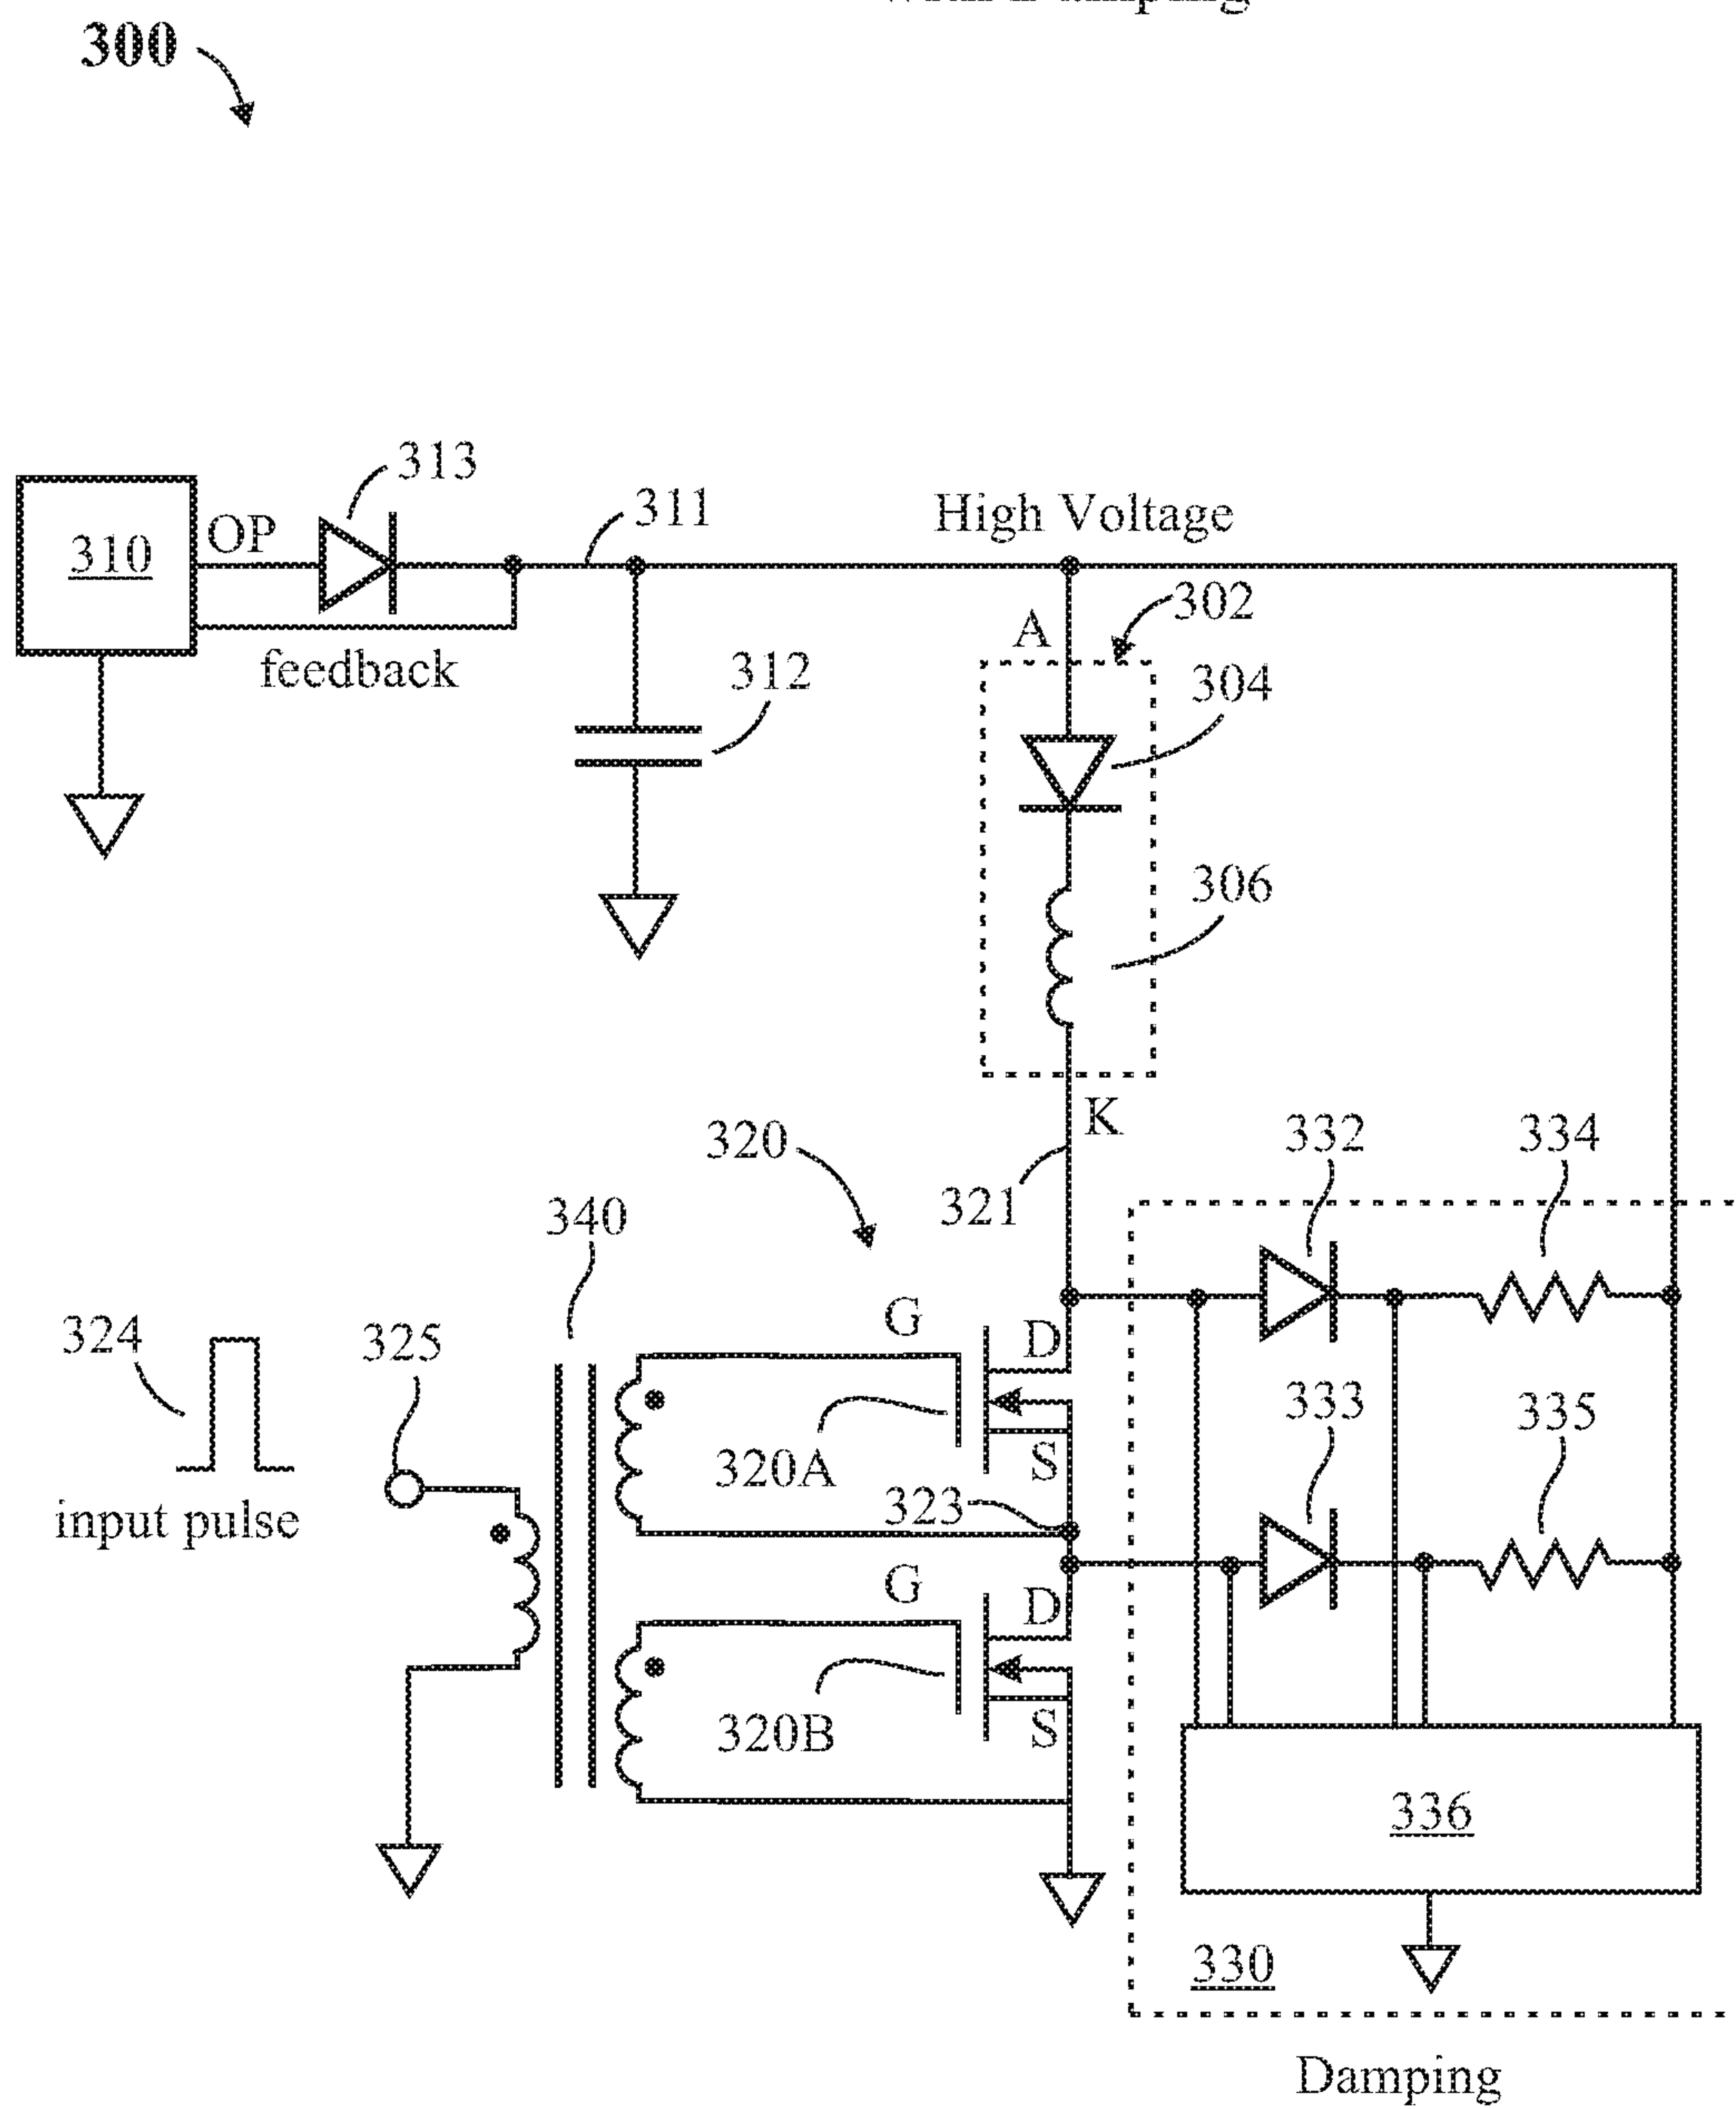 300
313
311
High Voltage
OP
310
302
A
feedback
312
304
306
K
320
332
334
321
340
G
D
324
325
333
335
320A
S
323
input pulse
G
D
320B
S
336
330
Damping